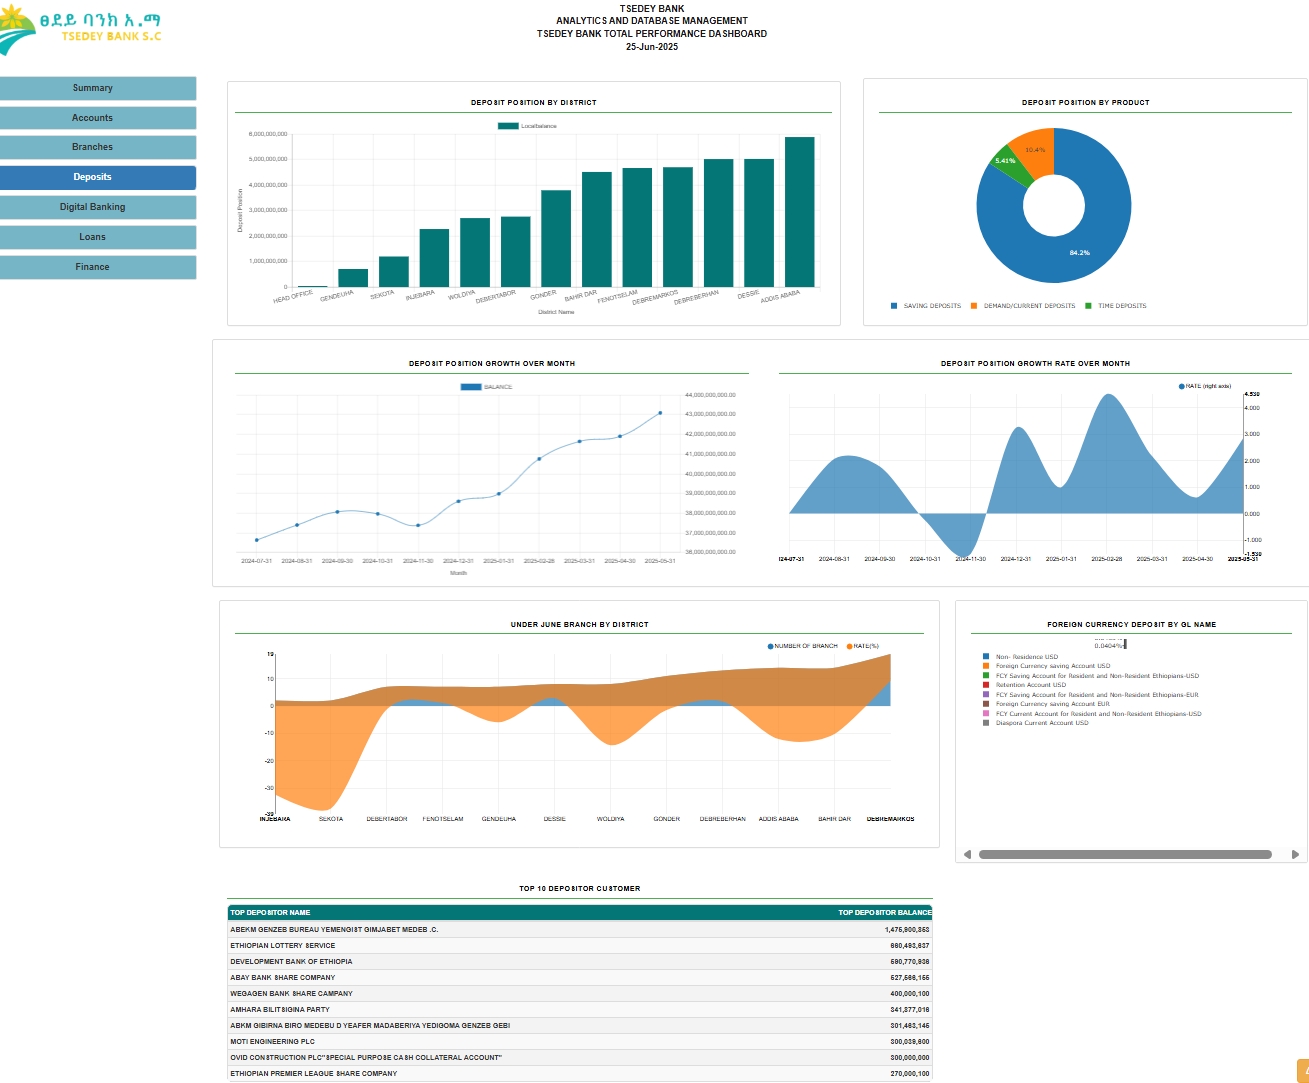 ፀደይ ባንክ አ.ማ
TSEDEY BANK S.C
TSEDEY BANK
ANALYTICS AND DATABASE MANAGEMENT
TSEDEY BANK TOTAL PERFORMANCE DASHBOARD
25-Jun-2025
Summary
Accounts
Branches
Deposits
Digital Banking
Loans
Finance
DEPOSIT POSITION BY DISTRICT
Localbalance
6,000,000,000
5,000,000,000
4,000,000,000
3,000,000,000
2,000,000,000
1,000,000,000
0
Deposit Position
HEAD OFFICE GENDEUHA SEKOTA INJEBARA WOLDIYA DEBERTABOR GONDER BAHIR DAR FENOTSELAM DEBREMARKOS DEBREBERHAN DESSIE ADDIS ABABA
District Name
DEPOSIT POSITION BY PRODUCT
10.4%
5.41%
84.2%
SAVING DEPOSITS DEMAND/CURRENT DEPOSITS TIME DEPOSITS
DEPOSIT POSITION GROWTH OVER MONTH
BALANCE
44,000,000,000.00
43,000,000,000.00
42,000,000,000.00
41,000,000,000.00
40,000,000,000.00
39,000,000,000.00
38,000,000,000.00
37,000,000,000.00
36,000,000,000.00
2024-07-31 2024-08-31 2024-09-30 2024-10-31 2024-11-30 2024-12-31 2025-01-31 2025-02-28 2025-03-31 2025-04-30 2025-05-31
Month
DEPOSIT POSITION GROWTH RATE OVER MONTH
RATE (right axis)
4.530
4.000
3.000
2.000
1.000
0.000
-1.000
-1.530
24-07-31 2024-08-31 2024-09-30 2024-10-31 2024-11-30 2024-12-31 2025-01-31 2025-02-28 2025-03-31 2025-04-30 2025-05-31
UNDER JUNE BRANCH BY DISTRICT
NUMBER OF BRANCH RATE(%)
19
10
0
-10
-20
-30
-39
INJEBARA SEKOTA DEBERTABOR FENOTSELAM GENDEUHA DESSIE WOLDIYA GONDER DEBREBERHAN ADDIS ABABA BAHIR DAR DEBREMARKOS
FOREIGN CURRENCY DEPOSIT BY GL NAME
0.0404%
Non- Residence USD
Foreign Currency saving Account USD
FCY Saving Account for Resident and Non-Resident Ethiopians-USD
Retention Account USD
FCY Saving Account for Resident and Non-Resident Ethiopians-EUR
Foreign Currency saving Account EUR
FCY Current Account for Resident and Non-Resident Ethiopians-USD
Diaspora Current Account USD
TOP 10 DEPOSITOR CUSTOMER
TOP DEPOSITOR NAME TOP DEPOSITOR BALANCE
ABEKM GENZEB BUREAU YEMENGIST GIMJABET MEDEB .C. 1,475,900,353
ETHIOPIAN LOTTERY SERVICE 660,493,637
DEVELOPMENT BANK OF ETHIOPIA 590,770,936
ABAY BANK SHARE COMPANY 527,566,155
WEGAGEN BANK SHARE CAMPANY 400,000,100
AMHARA BILITSIGINA PARTY 341,377,016
ABKM GIBIRNA BIRO MEDEBU D YEAFER MADABERIYA YEDIGOMA GENZEB GEBI 301,463,145
MOTI ENGINEERING PLC 300,039,600
OVID CONSTRUCTION PLC"SPECIAL PURPOSE CASH COLLATERAL ACCOUNT" 300,000,000
ETHIOPIAN PREMIER LEAGUE SHARE COMPANY 270,000,100